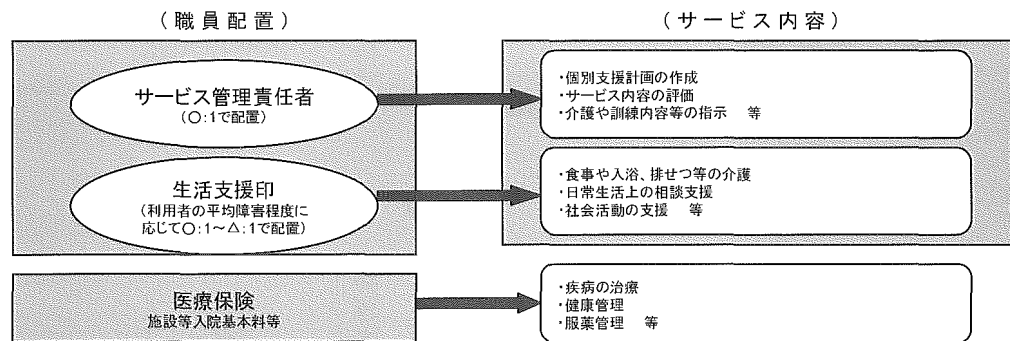 （職員配置）
（サービス内容）
サービス管理責任者
（〇：1で配置）
・個別支援計画の作成
・サービス内容の評価
・介護や訓練内容等の指示　等
生活支援印
（利用者の平均障害程度に
応じて〇：1～△：1で配置）
・食事や入浴、排せつ等の介護
・日常生活上の相談支援
・社会活動の支援　等
医療保険
施設等入院基本料等
・疾病の治療
・健康管理
・服薬管理　等